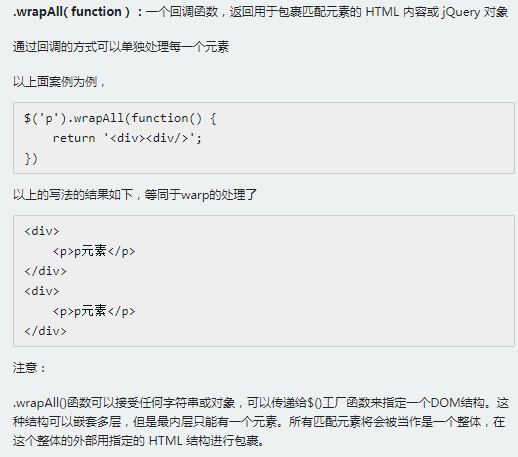 .wrapAll( function ) ：一个回调函数，返回用于包裹匹配元素的 HTML 内容或 jQuery 对象
通过回调的方式可以单独处理每一个元素
以上面案例为例，
$('p').wrapAll(function() {
    return '<div><div/>';
})
以上的写法的结果如下，等同于warp的处理了
<div>
    <p>p元素</p>
</div>
<div>
    <p>p元素</p>
</div>
注意：
.wrapAll()函数可以接受任何字符串或对象，可以传递给$()工厂函数来指定一个DOM结构。这
种结构可以嵌套多层，但是最内层只能有一个元素。所有匹配元素将会被当作是一个整体，在
这个整体的外部用指定的 HTML 结构进行包裹。